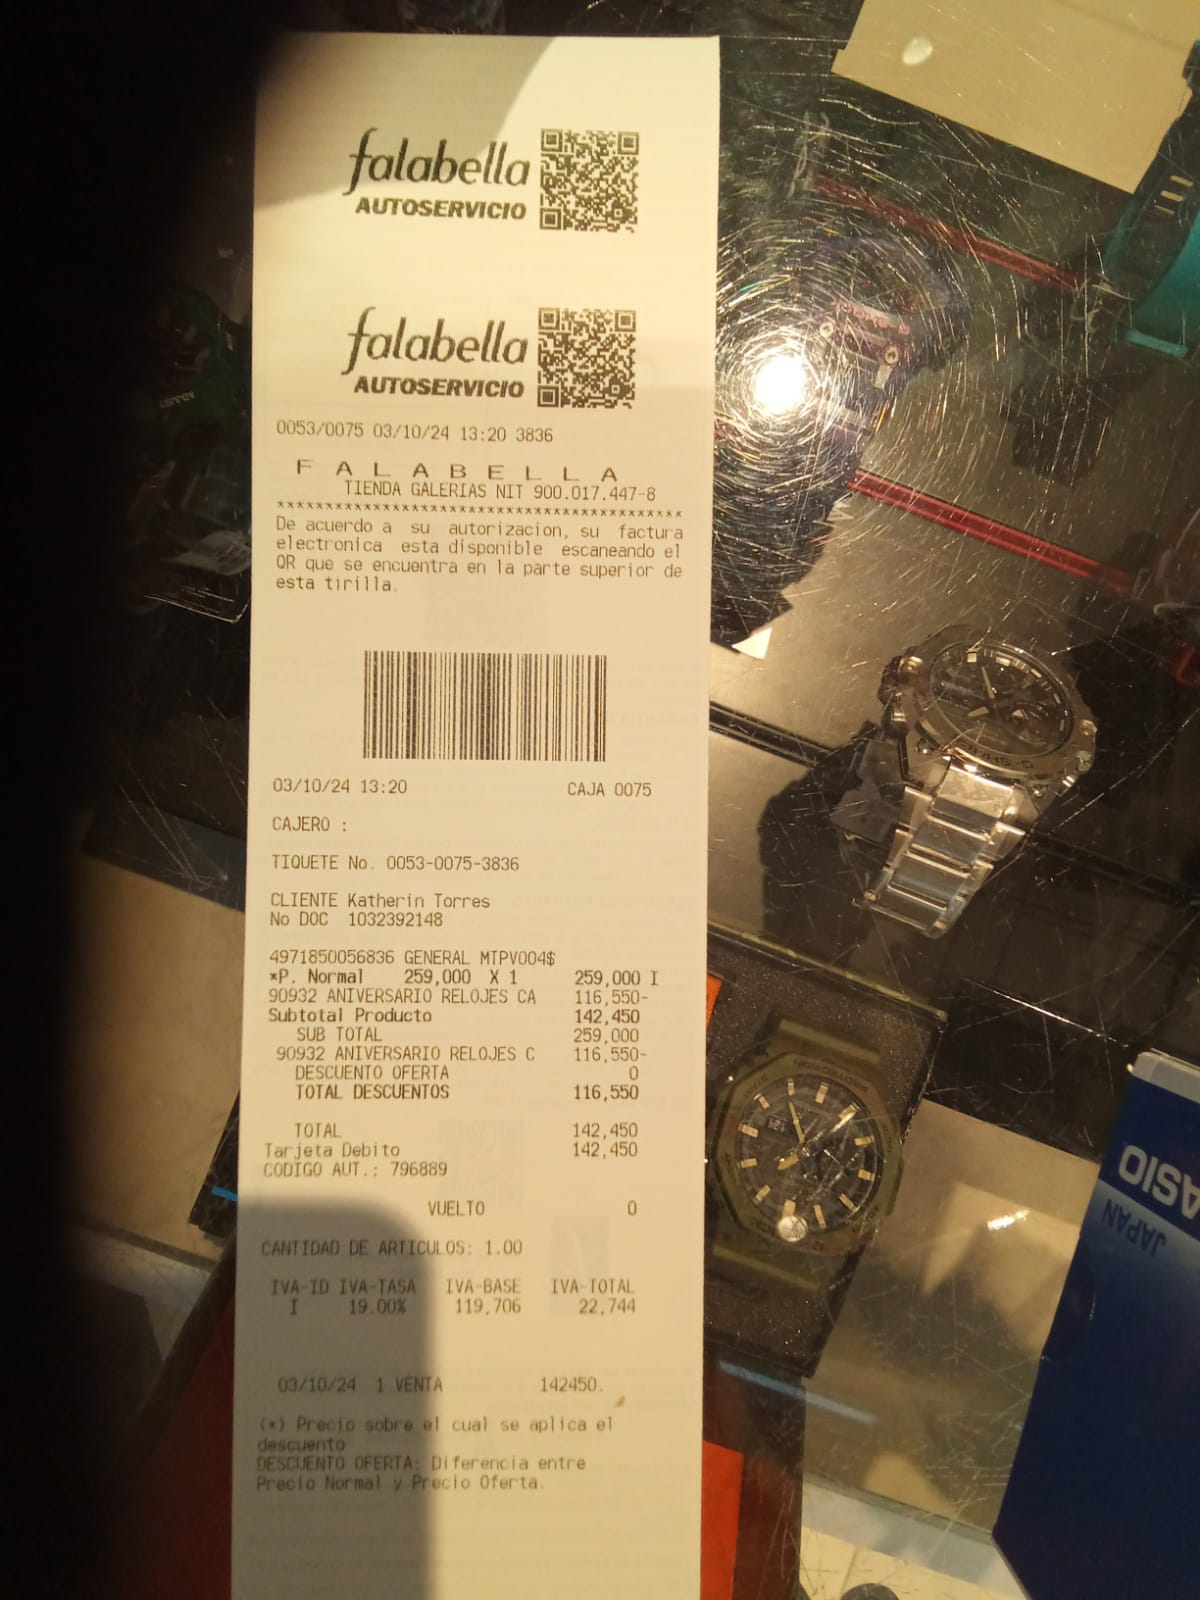 falabella
AUTOSERVICIO
falabella
AUTOSERVICIO
0053/0075 03/10/24 13:20 3836
F A L A B E L L A
TIENDA GALERIAS NIT 900.017.447-8
******************************************
De acuerdo a su autorizacion, su factura
electronica esta disponible escaneando el
QR que se encuentra en la parte superior de
esta tirilla.
03/10/24 13:20 CAJA 0075
CAJERO :
TIQUETE No. 0053-0075-3836
CLIENTE Katherin Torres
No DOC 1032392148
4971850056836 GENERAL MTPV004$
*P. Normal 259,000 X 1 259,000 I
90932 ANIVERSARIO RELOJES CA 116,550-
Subtotal Producto 142,450
SUB TOTAL 259,000
90932 ANIVERSARIO RELOJES C 116,550-
DESCUENTO OFERTA 0
TOTAL DESCUENTOS 116,550
TOTAL 142,450
Tarjeta Debito 142,450
CODIGO AUT.: 796889
VUELTO 0
CANTIDAD DE ARTICULOS: 1.00
IVA-ID IVA-TASA IVA-BASE IVA-TOTAL
I 19.00% 119,706 22,744
03/10/24 1 VENTA 142450.
(*) Precio sobre el cual se aplica el
descuento
DESCUENTO OFERTA: Diferencia entre
Precio Normal y Precio Oferta.
ADJUST
G-SHOCK
ASIO
JAPAN